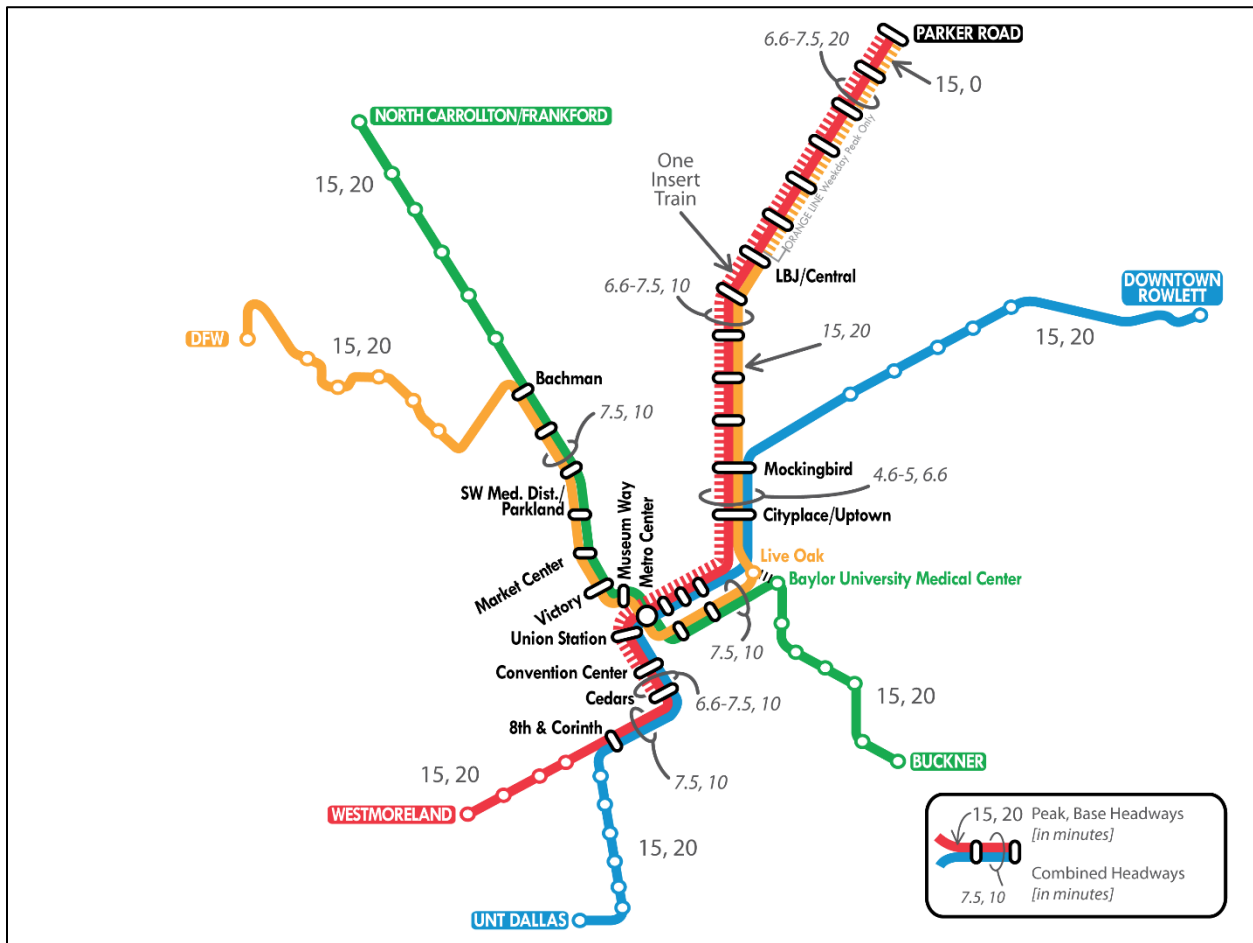 6.6-7.5, 20
PARKER ROAD
15, 0
NORTH CARROLLTON/FRANKFORD
ORANGE LINE Weekday Peak Only
One
Insert
Train
15, 20
LBJ/Central
DOWNTOWN
ROWLETT
6.6-7.5, 10
DFW
15, 20
15, 20
15, 20
Bachman
7.5, 10
Mockingbird
4.6-5, 6.6
SW Med. Dist./
Parkland
Cityplace/Uptown
Museum Way
Metro Center
Market Center
Live Oak
Baylor University Medical Center
Victory
Union Station
7.5, 10
Convention Center
Cedars
6.6-7.5, 10
15, 20
8th & Corinth
7.5, 10
BUCKNER
15, 20
WESTMORELAND
15, 20
UNT DALLAS
15, 20 Peak, Base Headways
[in minutes]
Combined Headways
7.5, 10 [in minutes]